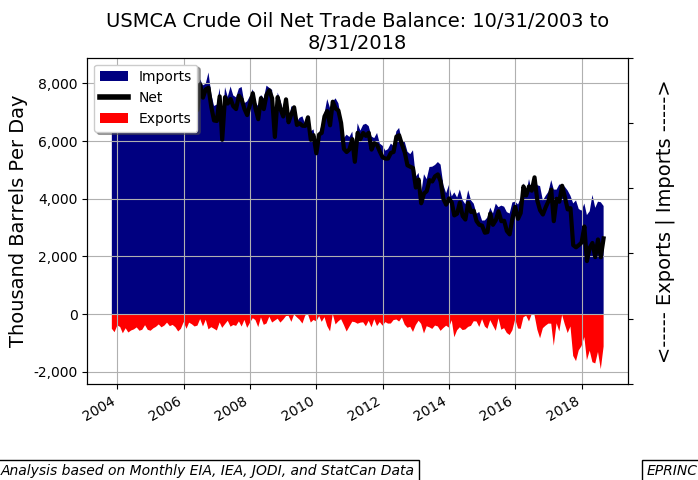 USMCA Crude Oil Net Trade Balance: 10/31/2003 to
8/31/2018
Imports
Net
Exports
Thousand Barrels Per Day
8,000
6,000
4,000
2,000
0
-2,000
<----- Exports | Imports ----->
2004
2006
2008
2010
2012
2014
2016
2018
Analysis based on Monthly EIA, IEA, JODI, and StatCan Data
EPRINC